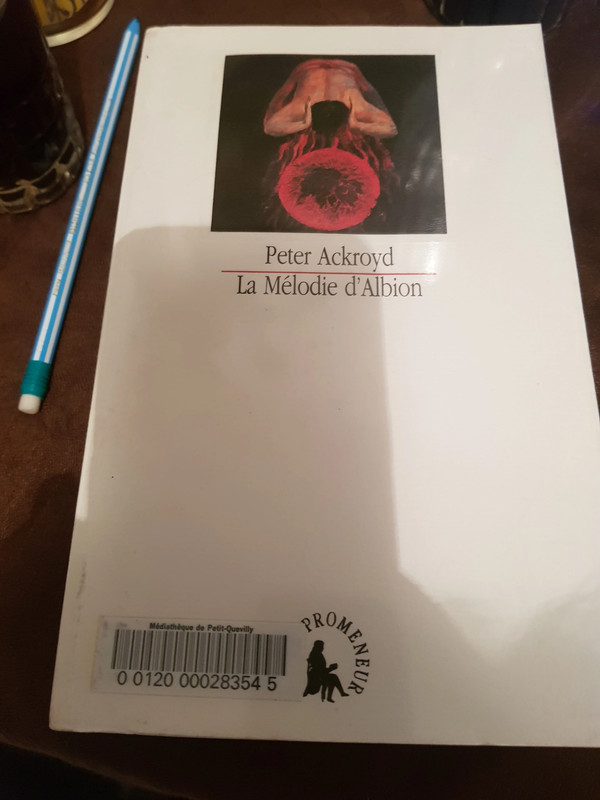 Peter Ackroyd
La Mélodie d'Albion
Médiathèque de Petit-Quevilly
0 0120 00028354 5
PROMENEUR